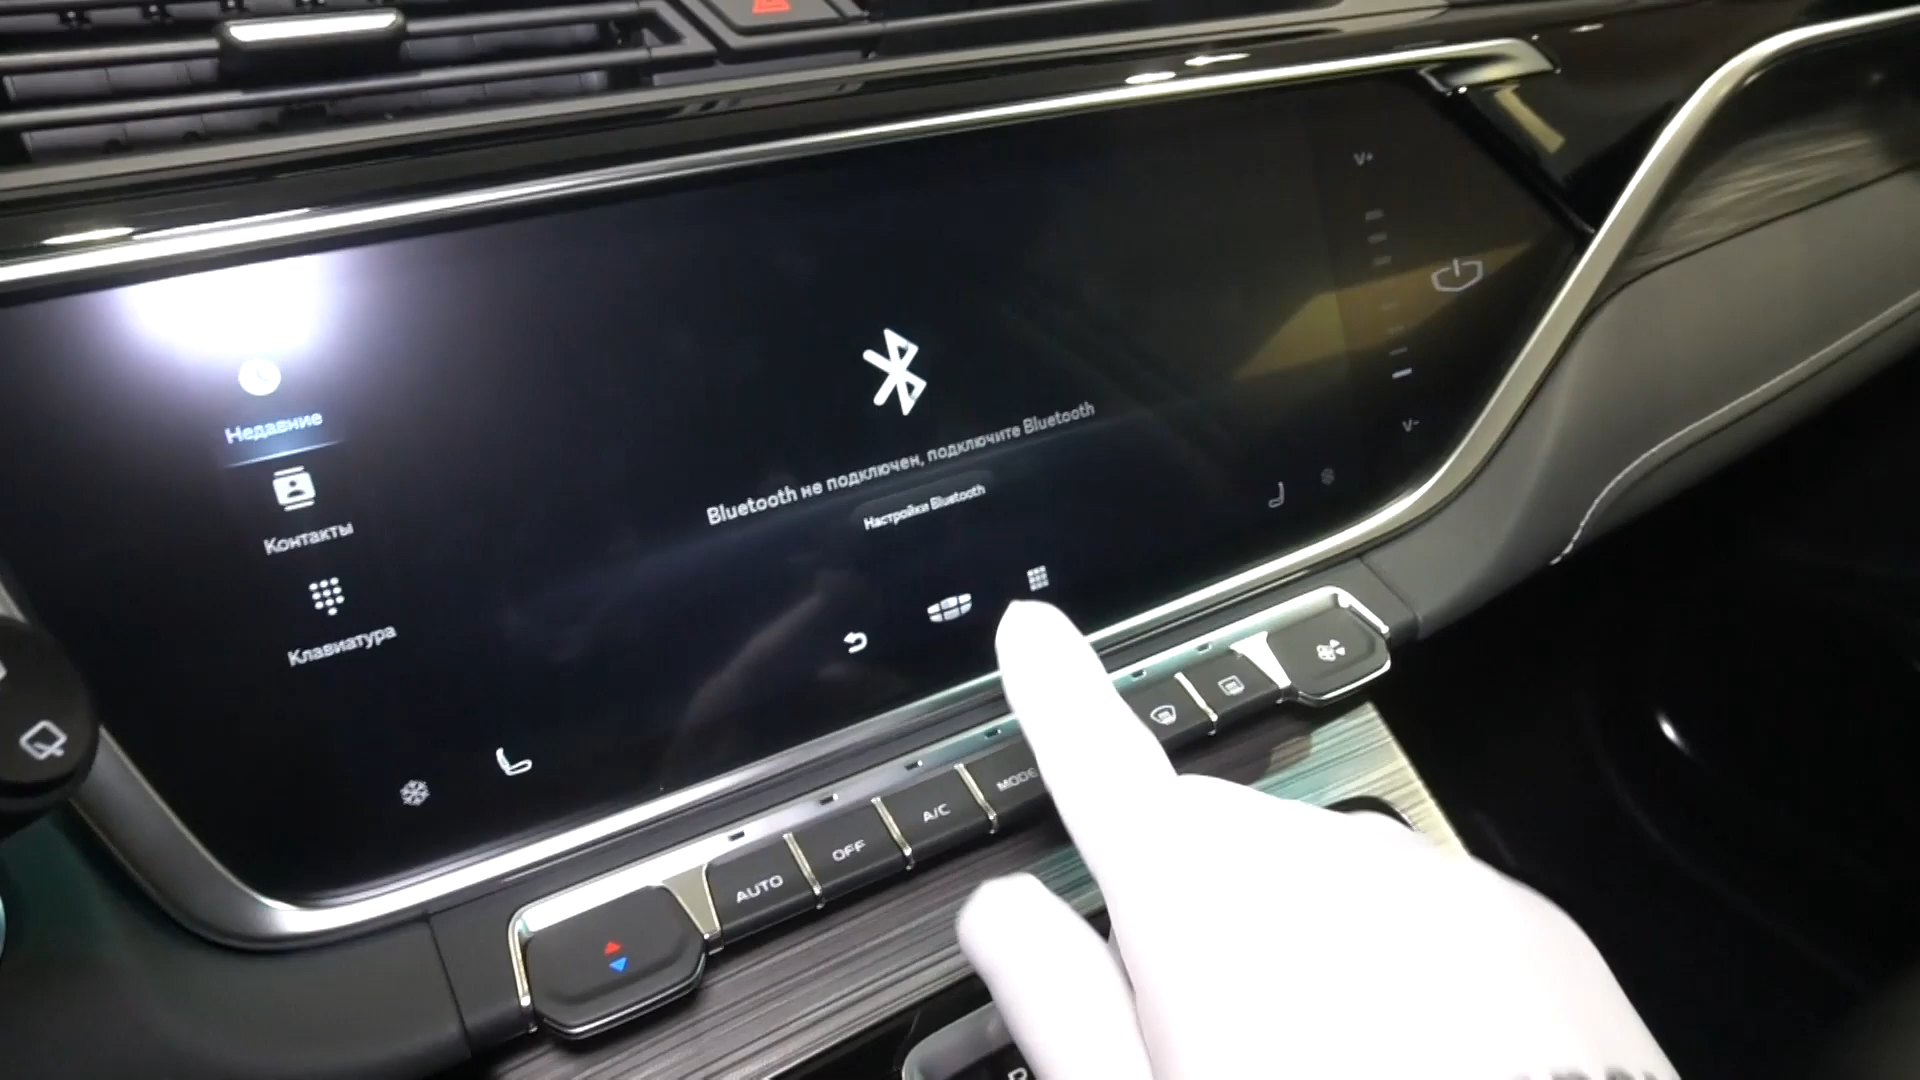 V+
V-
Недавние
Контакты
Клавиатура
Bluetooth не подключен, подключите Bluetooth
Настройки Bluetooth
AUTO
OFF
A/C
MODE